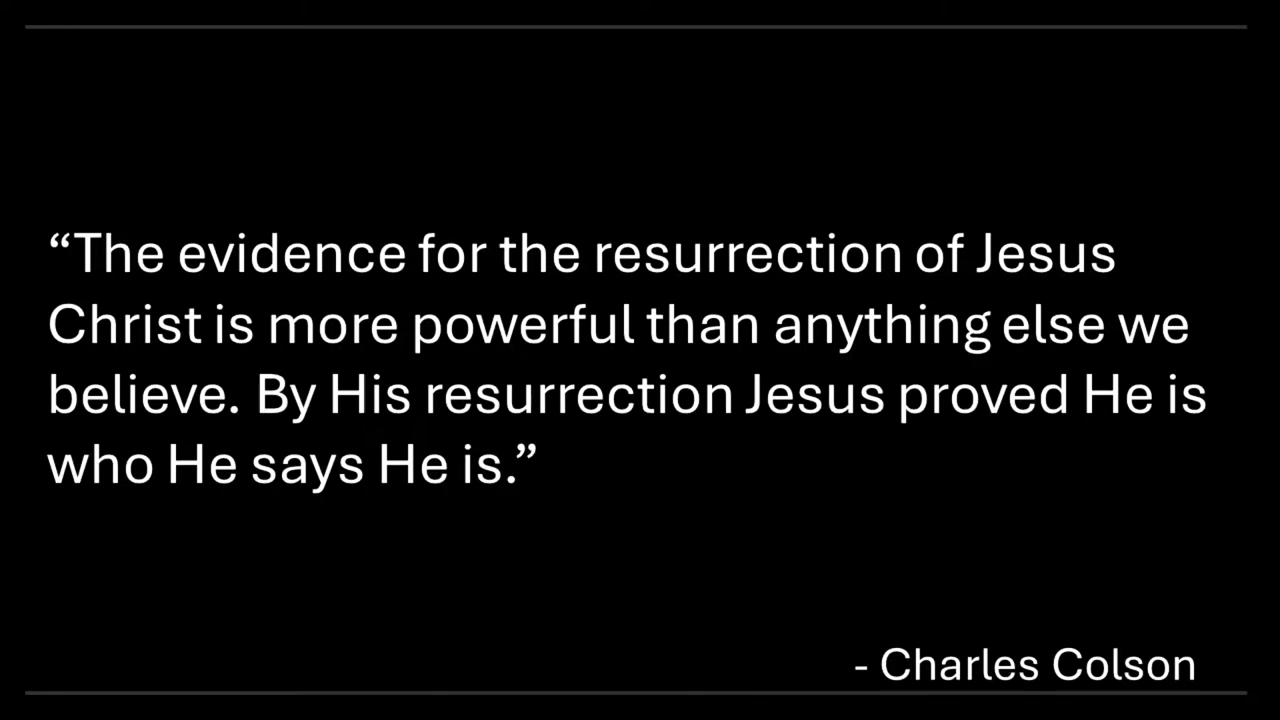 “The evidence for the resurrection of Jesus
Christ is more powerful than anything else we
believe. By His resurrection Jesus proved He is
who He says He is.”
- Charles Colson